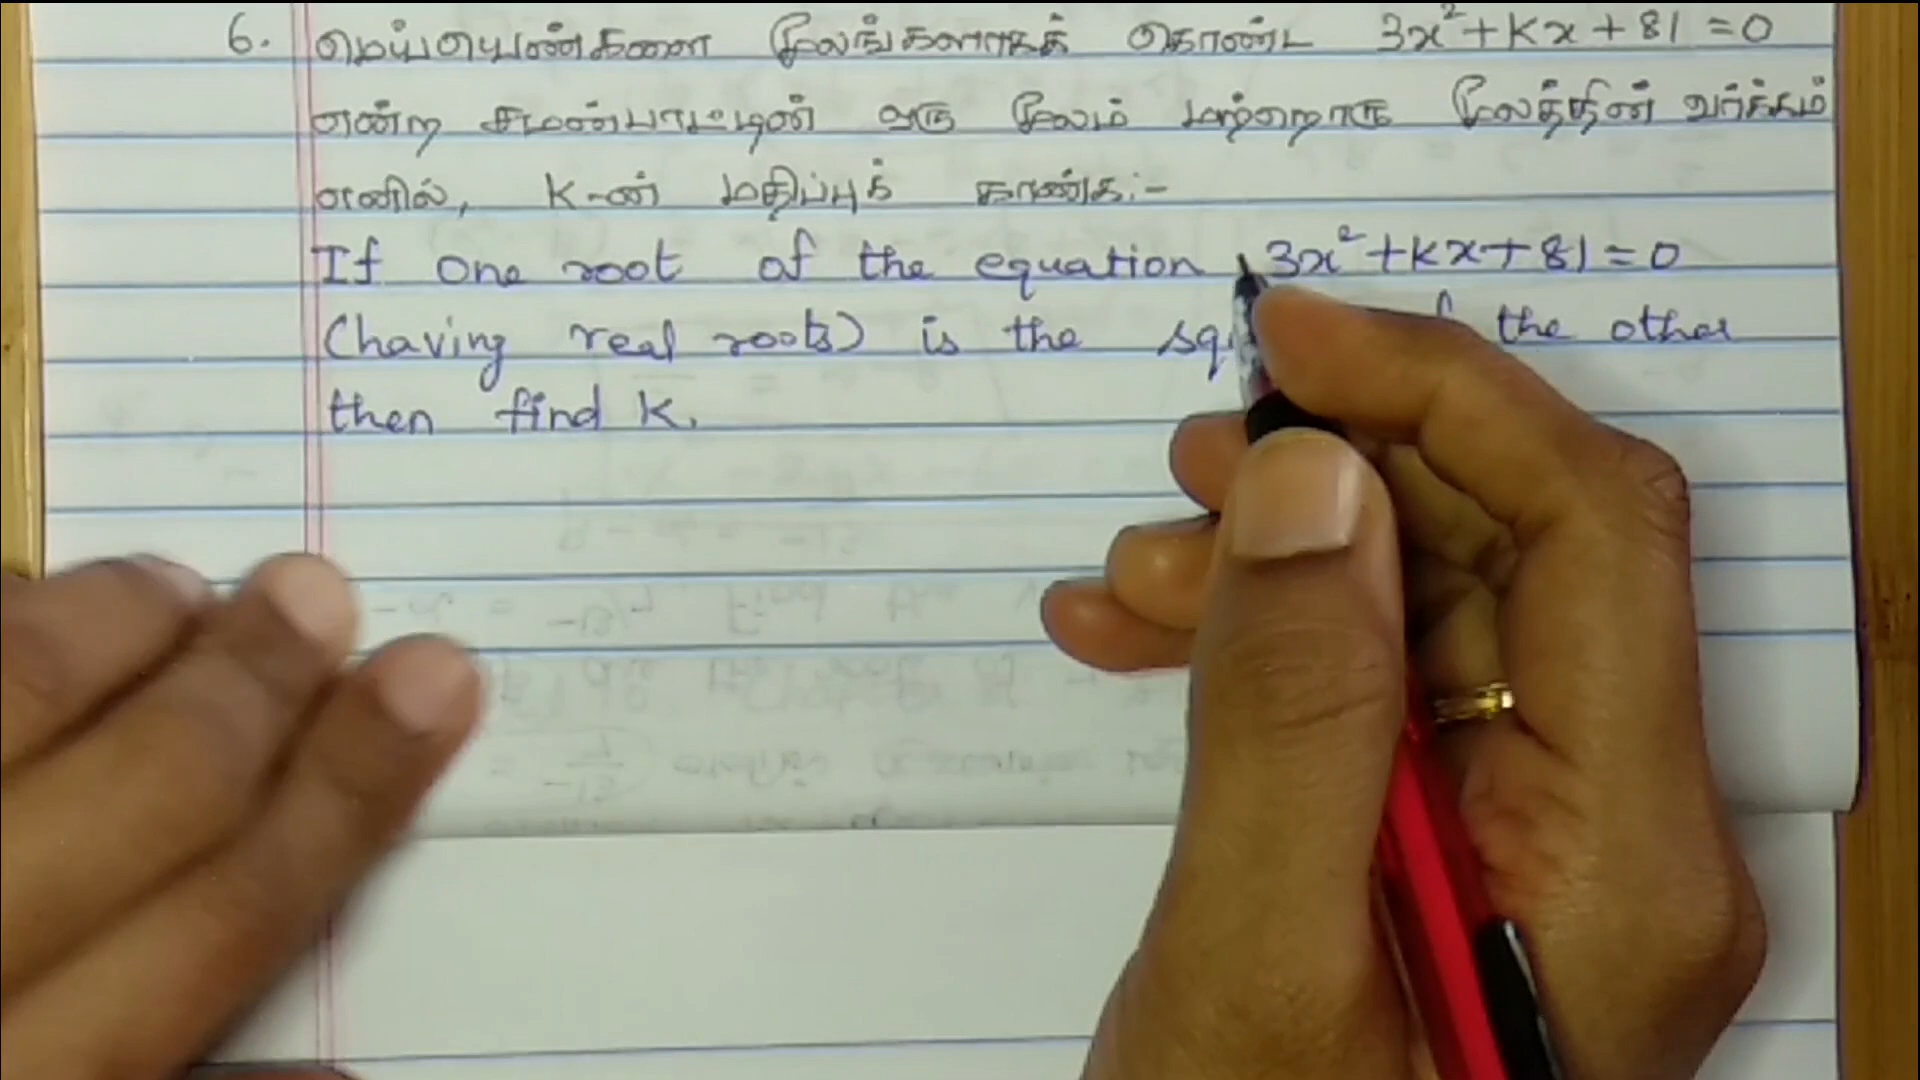 6. மெய்யெண்களை மூலங்களாகக் கொண்ட 3x²+kx+81=0
என்ற சமன்பாட்டின் ஒரு மூலம் மற்றொரு மூலத்தின் வர்க்கம்
எனில், K-ன் மதிப்புக் காண்க:-
If one root of the equation 3x²+kx+81=0
(having real roots) is the the other
then find K.